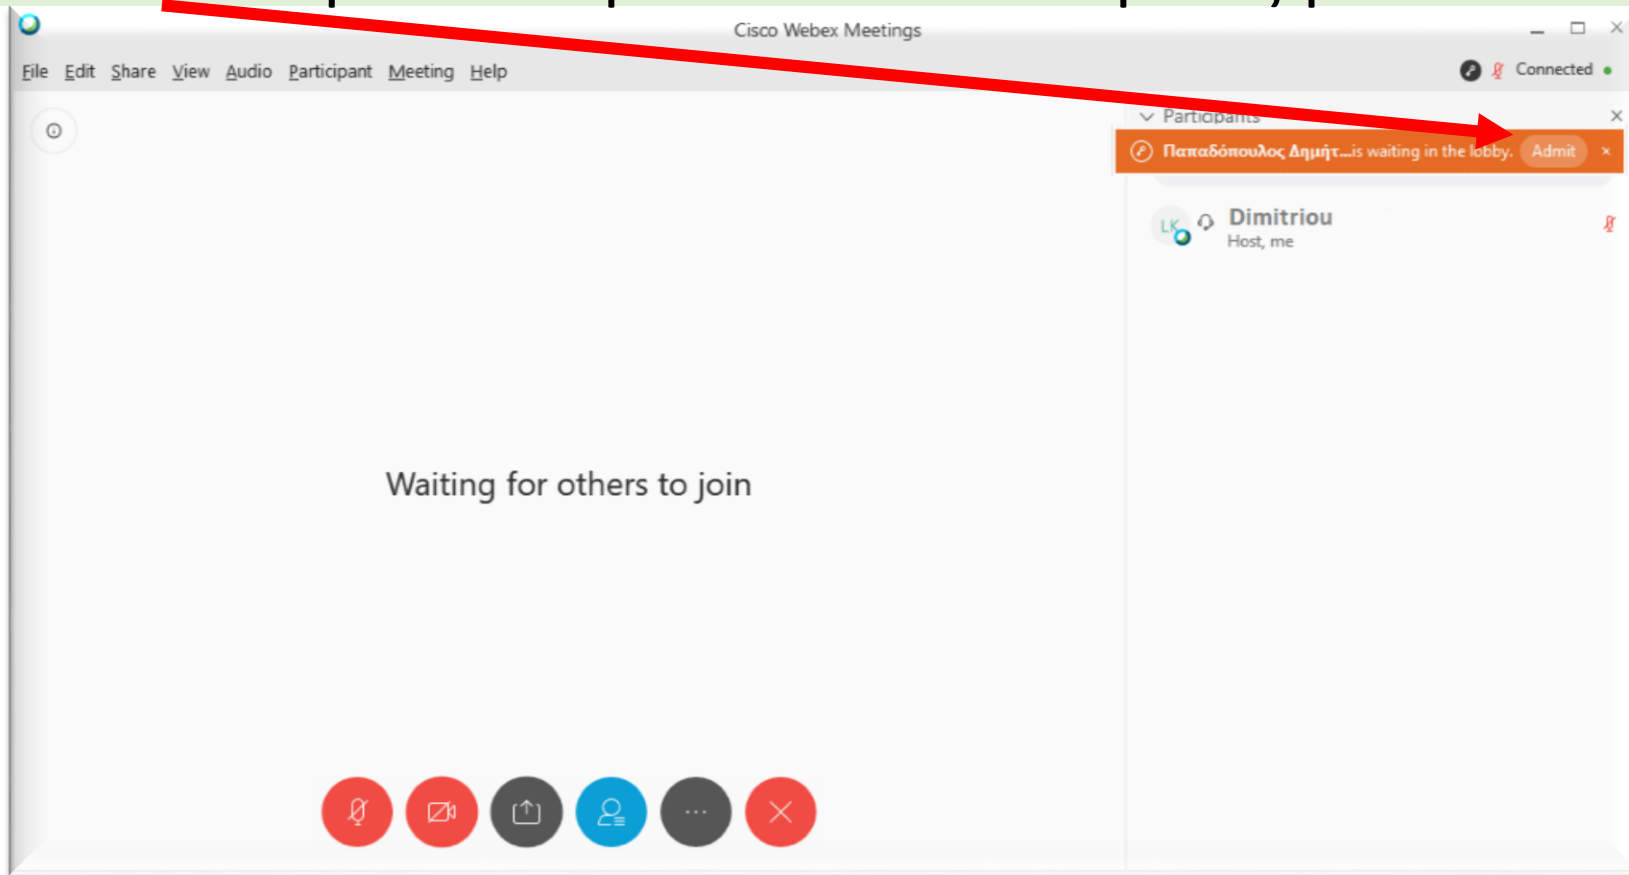 Cisco Webex Meetings
File Edit Share View Audio Participant Meeting Help
Connected
Participants
Παπαδόπουλος Δημήτ...is waiting in the lobby. Admit
LK Dimitriou
Host, me
Waiting for others to join